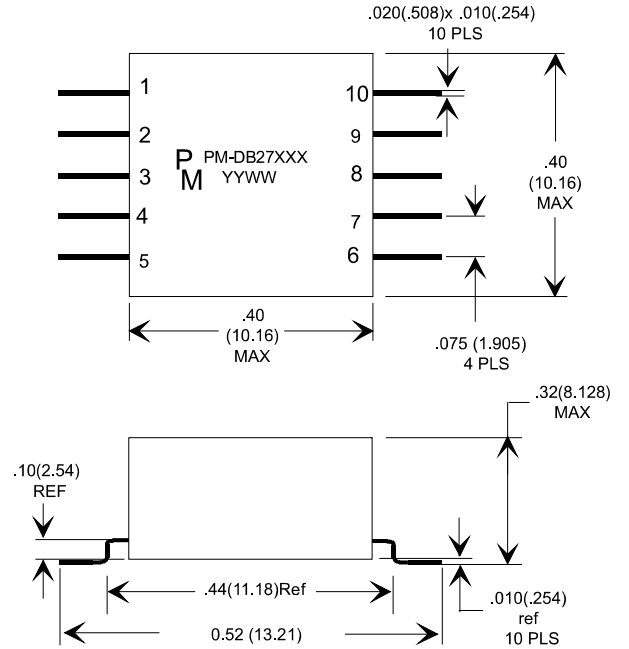 .020(.508)x .010(.254)
10 PLS
1
10
2
9
P PM-DB27XXX
M YYWW
3
8
.40
(10.16)
MAX
4
7
5
6
.40
(10.16)
MAX
.075 (1.905)
4 PLS
.32(8.128)
MAX
.10(2.54)
REF
.44(11.18)Ref
.010(.254)
ref
10 PLS
0.52 (13.21)